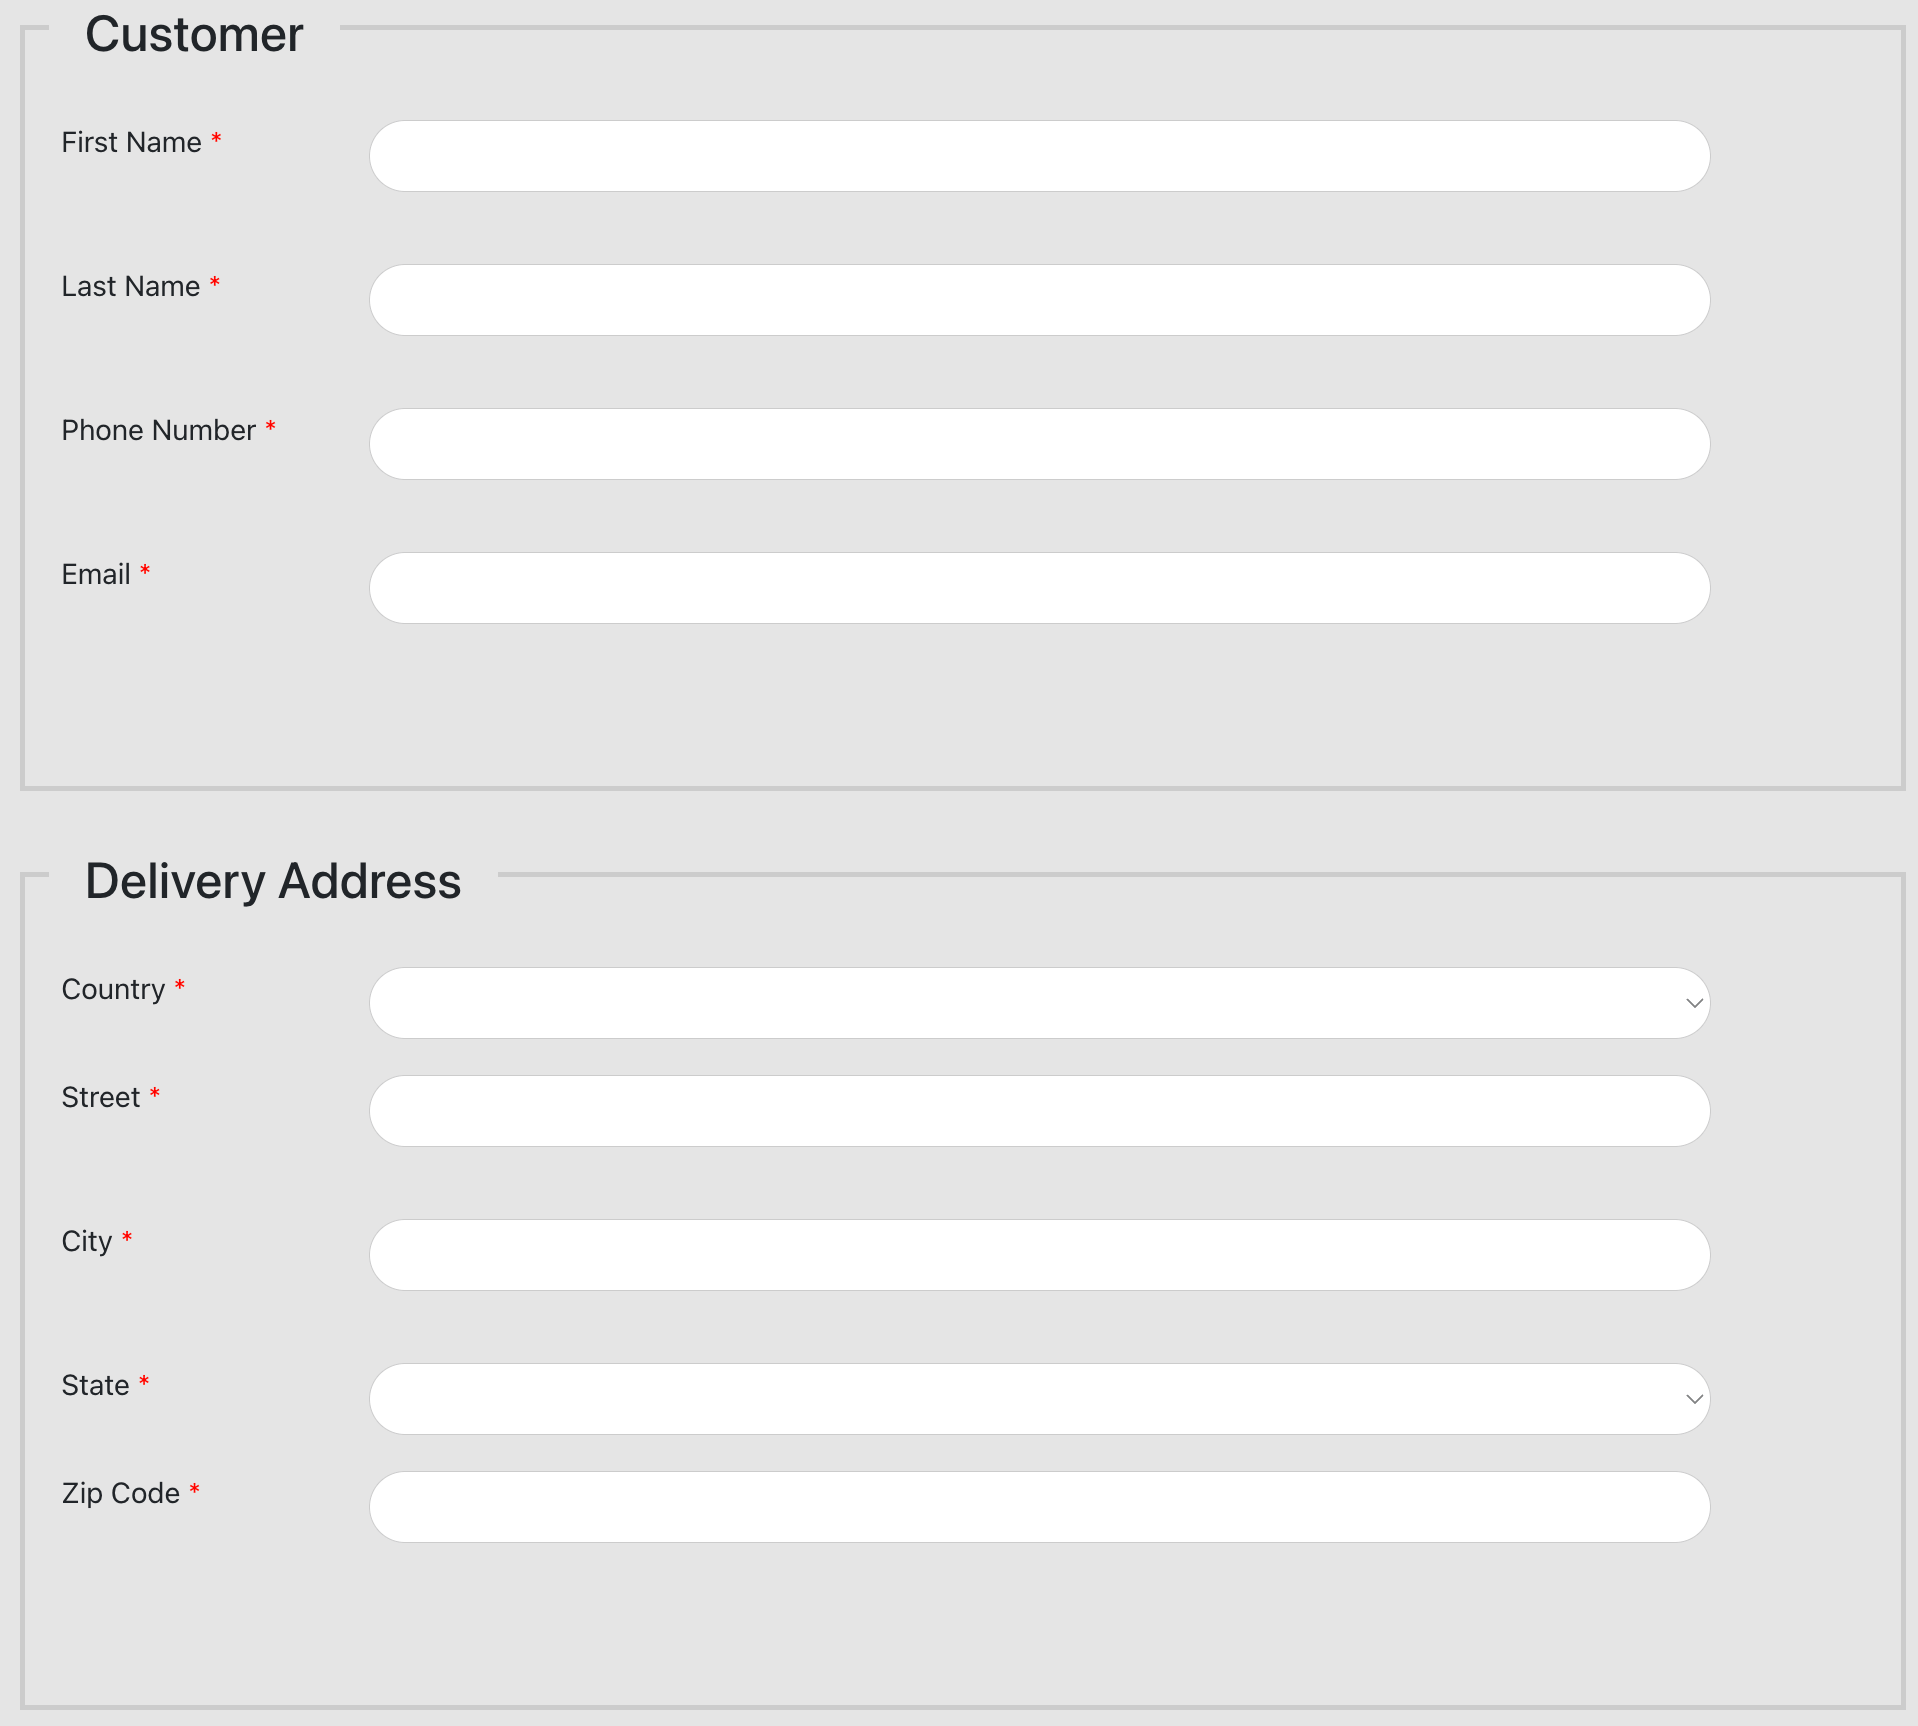 Customer
First Name *
Last Name *
Phone Number *
Email *
Delivery Address
Country *
Street *
City *
State *
Zip Code *